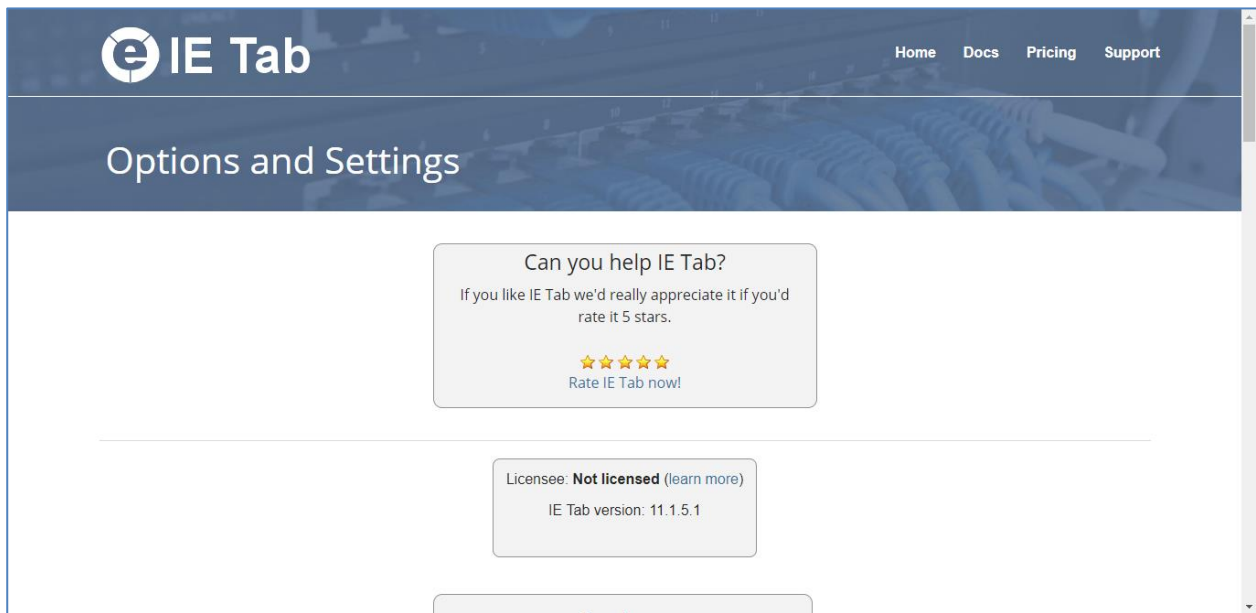 IE Tab
Home Docs Pricing Support
Options and Settings
Can you help IE Tab?
If you like IE Tab we'd really appreciate it if you'd
rate it 5 stars.
Rate IE Tab now!
Licensee: Not licensed (learn more)
IE Tab version: 11.1.5.1